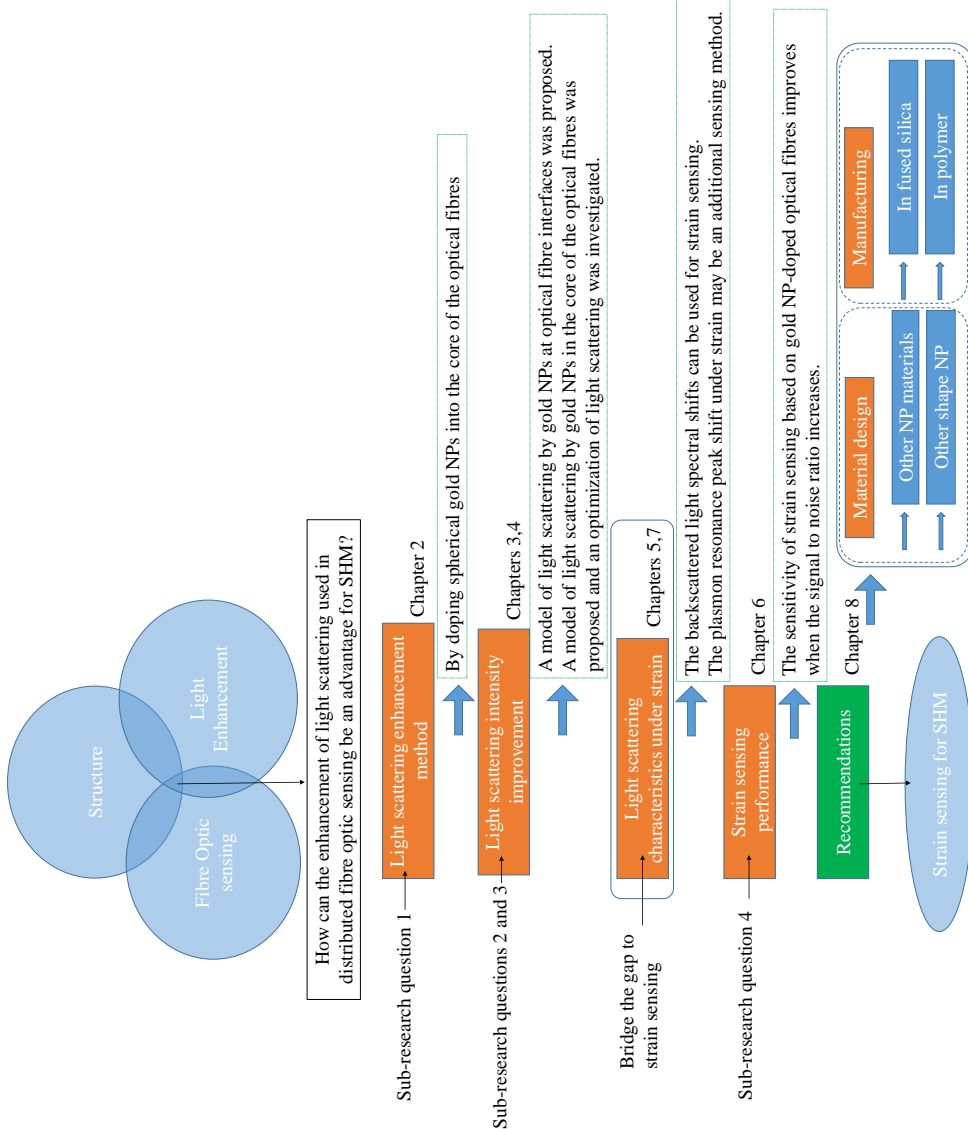 Structure
Fibre Optic
sensing
Light
Enhancement
How can the enhancement of light scattering used in
distributed fibre optic sensing be an advantage for SHM?
Sub-research question 1
Light scattering enhancement
method
Chapter 2
By doping spherical gold NPs into the core of the optical fibres
Sub-research questions 2 and 3
Light scattering intensity
improvement
Chapters 3,4
A model of light scattering by gold NPs at optical fibre interfaces was proposed.
A model of light scattering by gold NPs in the core of the optical fibres was
proposed and an optimization of light scattering was investigated.
Bridge the gap to
strain sensing
Light scattering
characteristics under strain
Chapters 5,7
The backscattered light spectral shifts can be used for strain sensing.
The plasmon resonance peak shift under strain may be an additional sensing method.
Sub-research question 4
Strain sensing
performance
Chapter 6
The sensitivity of strain sensing based on gold NP-doped optical fibres improves
when the signal to noise ratio increases.
Recommendations
Chapter 8
Material design
Other NP materials
Other shape NP
Manufacturing
In fused silica
In polymer
Strain sensing for SHM